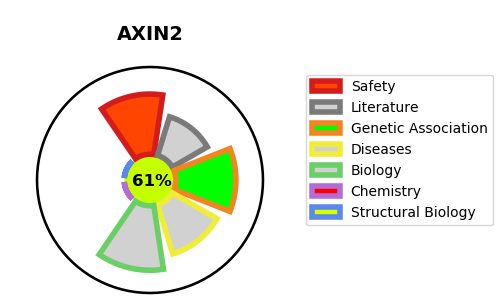 AXIN2
61%
Safety
Literature
Genetic Association
Diseases
Biology
Chemistry
Structural Biology